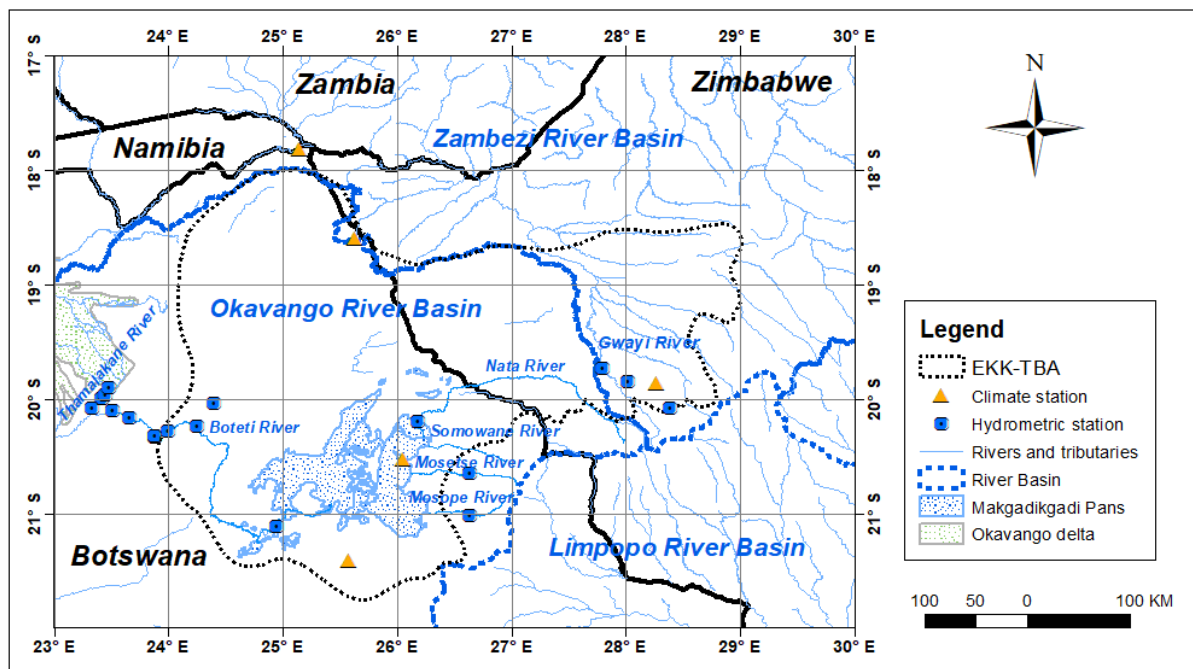 24° E 25° E 26° E 27° E 28° E 29° E 30° E
17° S
17° S
Zambia
Zimbabwe
N
Namibia
Zambezi River Basin
18° S
18° S
19° S
19° S
Okavango River Basin
Thamalakane River
Gwayi River
Nata River
20° S
20° S
Boteti River
Somowane River
Mosetse River
Mosope River
21° S
21° S
Botswana
Limpopo River Basin
23° E 24° E 25° E 26° E 27° E 28° E 29° E 30° E
Legend
EKK-TBA
Climate station
Hydrometric station
Rivers and tributaries
River Basin
Makgadikgadi Pans
Okavango delta
100 50 0 100 KM